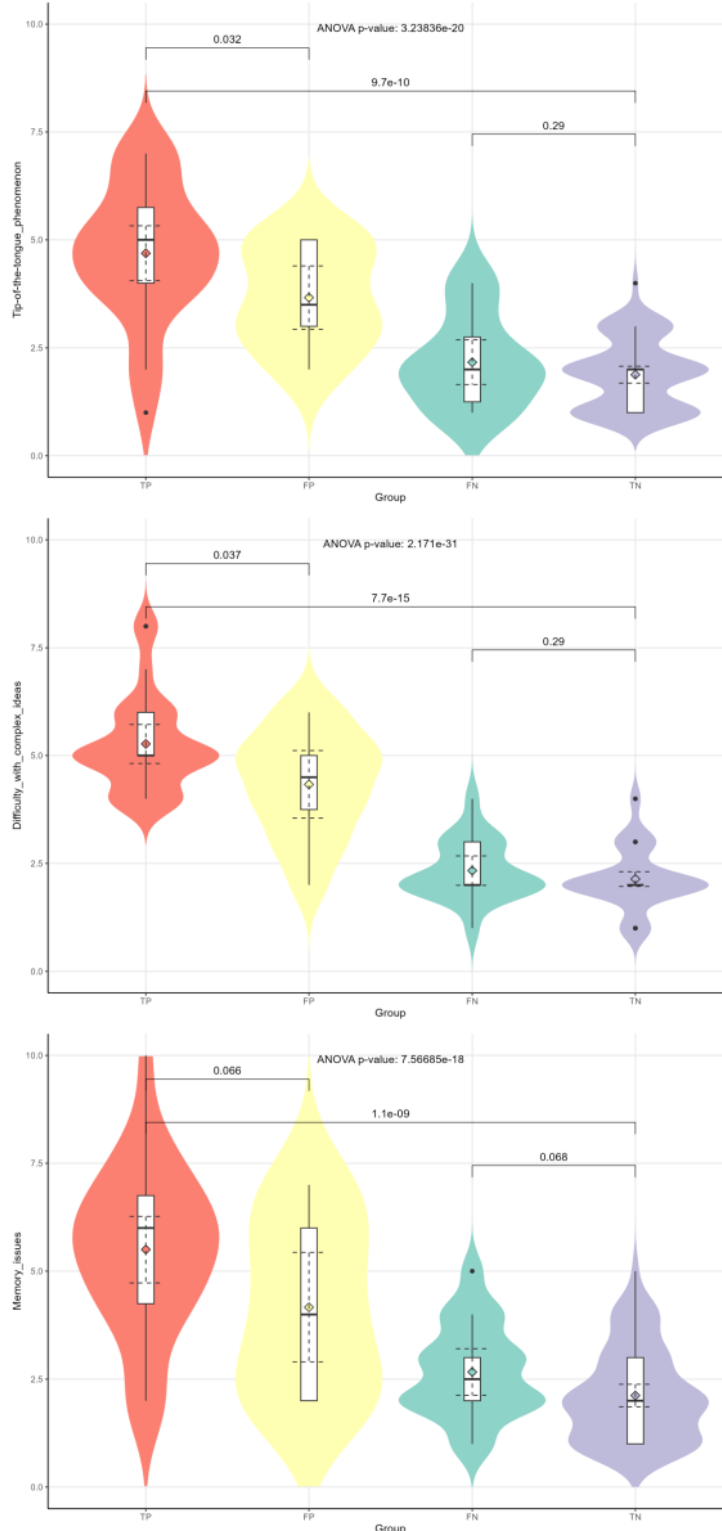 10.0
ANOVA p-value: 3.23836e-20
0.032
9.7e-10
7.5
0.29
Tip-of-the-tongue_phenomenon
5.0
2.5
0.0
TP FP FN TN
Group
10.0
ANOVA p-value: 2.171e-31
0.037
7.7e-15
7.5
0.29
Difficulty_with_complex_ideas
5.0
2.5
0.0
TP FP FN TN
Group
10.0
ANOVA p-value: 7.56685e-18
0.066
1.1e-09
7.5
0.068
Memory_issues
5.0
2.5
0.0
TP FP FN TN
Group